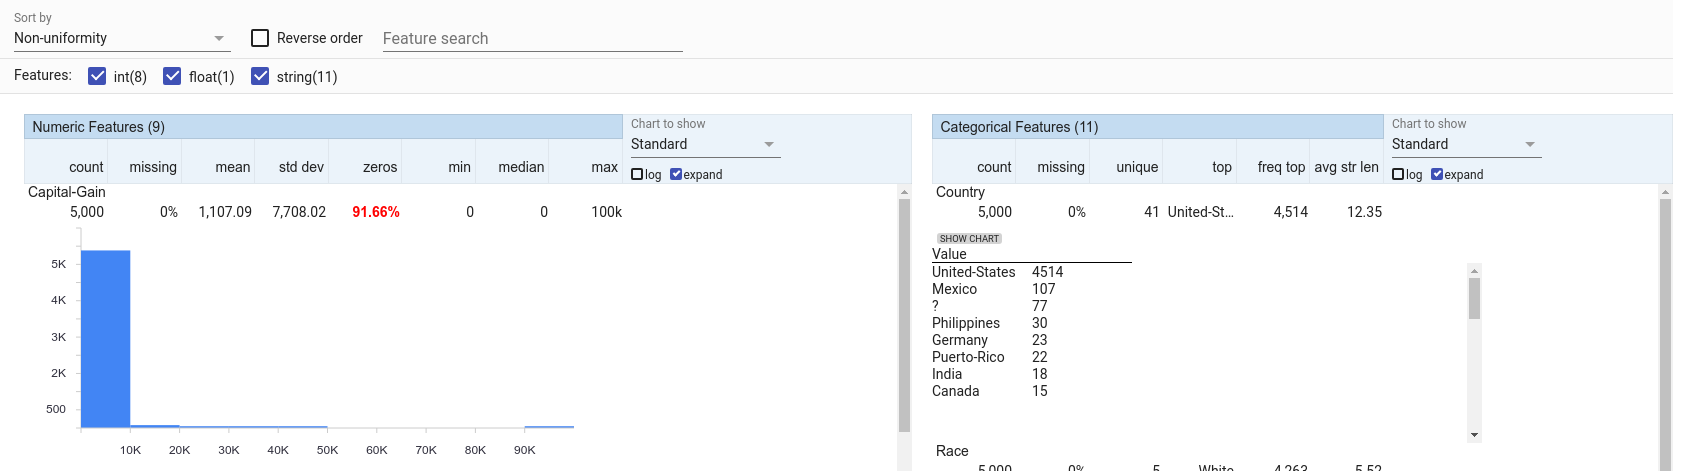 Sort by
Non-uniformity
Reverse order
Feature search
Features:
int(8)
float(1)
string(11)
Numeric Features (9)
Chart to show
Standard
count missing mean std dev zeros min median max
log expand
Capital-Gain
5,000 0% 1,107.09 7,708.02 91.66% 0 0 100k
5K
4K
3K
2K
500
10K 20K 30K 40K 50K 60K 70K 80K 90K
Categorical Features (11)
Chart to show
Standard
count missing unique top freq top avg str len
log expand
Country
5,000 0% 41 United-St... 4,514 12.35
SHOW CHART
Value
United-States 4514
Mexico 107
? 77
Philippines 30
Germany 23
Puerto-Rico 22
India 18
Canada 15
Race
5,000 0% 5 White 4,263 5.52